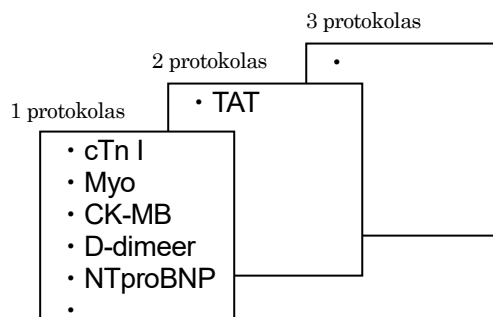 3 protokolas
・
2 protokolas
・TAT
1 protokolas
・cTn I
・Myo
・CK-MB
・D-dimeer
・NTproBNP
・